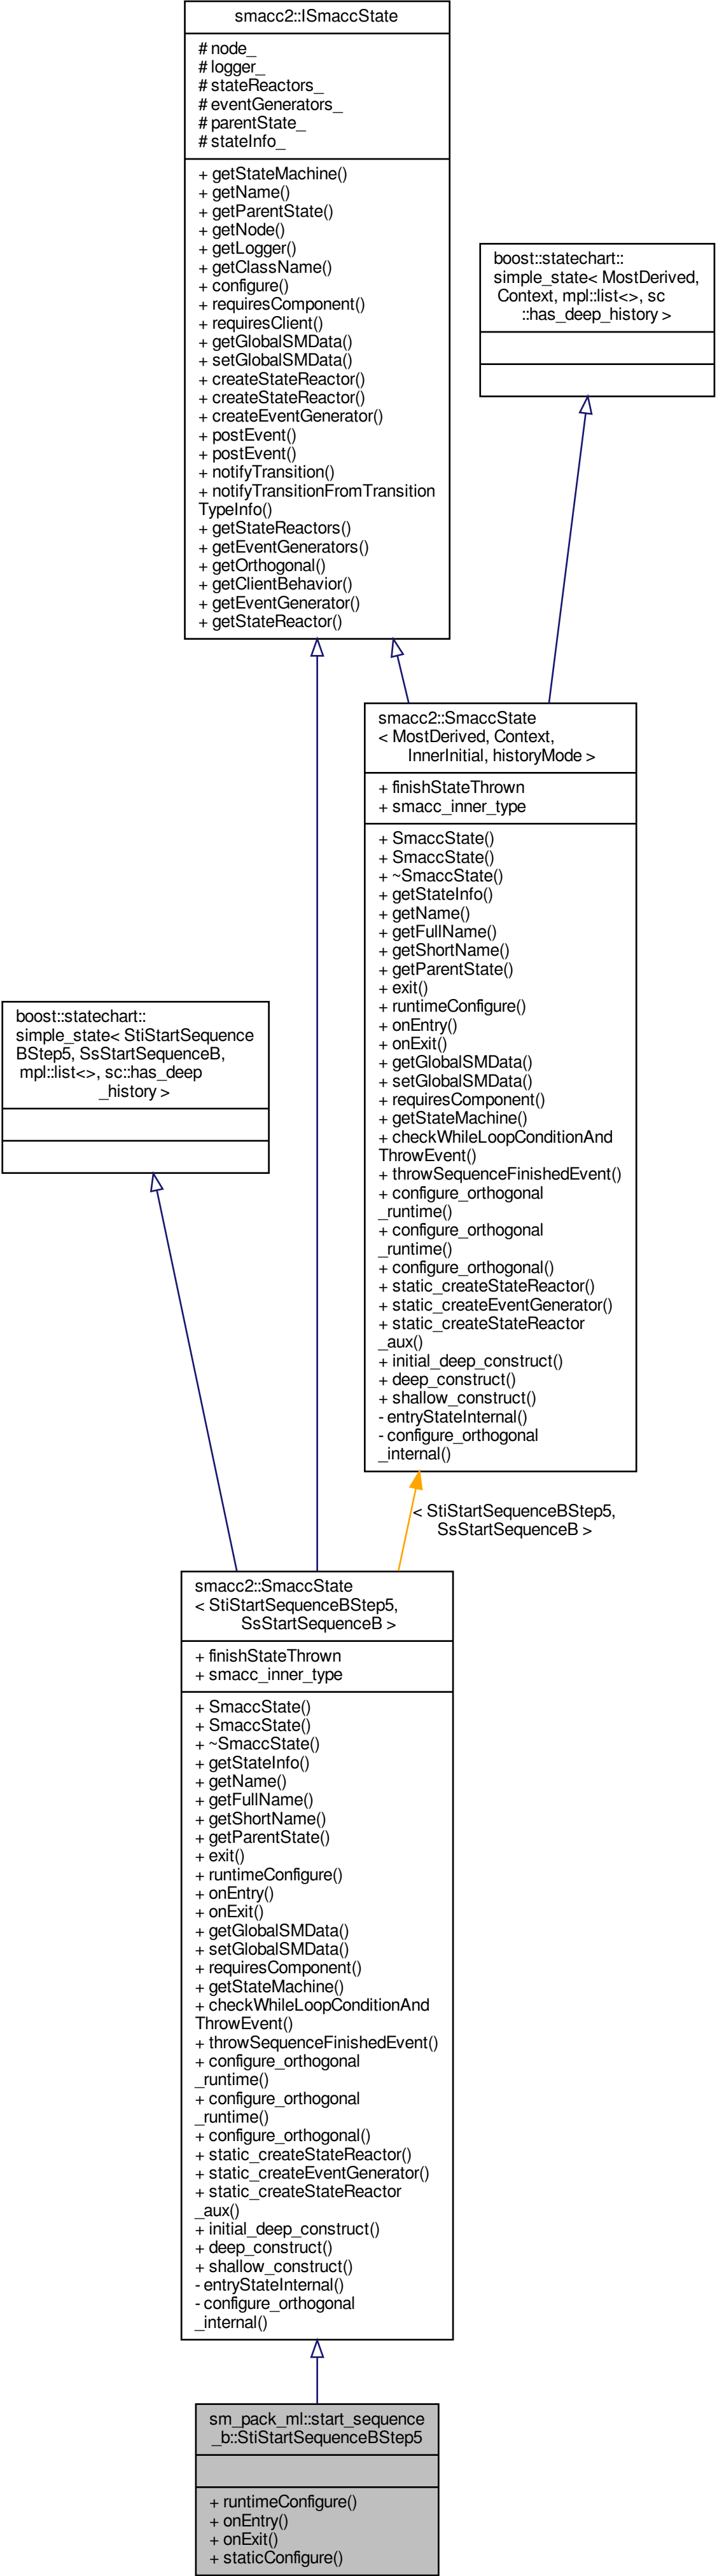 smacc2::ISmaccState
# node_
# logger_
# stateReactors_
# eventGenerators_
# parentState_
# stateInfo_
+ getStateMachine()
+ getName()
+ getParentState()
+ getNode()
+ getLogger()
+ getClassName()
+ configure()
+ requiresComponent()
+ requiresClient()
+ getGlobalSMData()
+ setGlobalSMData()
+ createStateReactor()
+ createStateReactor()
+ createEventGenerator()
+ postEvent()
+ postEvent()
+ notifyTransition()
+ notifyTransitionFromTransition
TypeInfo()
+ getStateReactors()
+ getEventGenerators()
+ getOrthogonal()
+ getClientBehavior()
+ getEventGenerator()
+ getStateReactor()
boost::statechart::
simple_state< MostDerived,
Context, mpl::list<>, sc
::has_deep_history >
smacc2::SmaccState
< MostDerived, Context,
InnerInitial, historyMode >
+ finishStateThrown
+ smacc_inner_type
+ SmaccState()
+ SmaccState()
+ ~SmaccState()
+ getStateInfo()
+ getName()
+ getFullName()
+ getShortName()
+ getParentState()
+ exit()
+ runtimeConfigure()
+ onEntry()
+ onExit()
+ getGlobalSMData()
+ setGlobalSMData()
+ requiresComponent()
+ getStateMachine()
+ checkWhileLoopConditionAnd
ThrowEvent()
+ throwSequenceFinishedEvent()
+ configure_orthogonal
_runtime()
+ configure_orthogonal
_runtime()
+ configure_orthogonal()
+ static_createStateReactor()
+ static_createEventGenerator()
+ static_createStateReactor
_aux()
+ initial_deep_construct()
+ deep_construct()
+ shallow_construct()
- entryStateInternal()
- configure_orthogonal
_internal()
boost::statechart::
simple_state< StiStartSequence
BStep5, SsStartSequenceB,
mpl::list<>, sc::has_deep
_history >
< StiStartSequenceBStep5,
SsStartSequenceB >
smacc2::SmaccState
< StiStartSequenceBStep5,
SsStartSequenceB >
+ finishStateThrown
+ smacc_inner_type
+ SmaccState()
+ SmaccState()
+ ~SmaccState()
+ getStateInfo()
+ getName()
+ getFullName()
+ getShortName()
+ getParentState()
+ exit()
+ runtimeConfigure()
+ onEntry()
+ onExit()
+ getGlobalSMData()
+ setGlobalSMData()
+ requiresComponent()
+ getStateMachine()
+ checkWhileLoopConditionAnd
ThrowEvent()
+ throwSequenceFinishedEvent()
+ configure_orthogonal
_runtime()
+ configure_orthogonal
_runtime()
+ configure_orthogonal()
+ static_createStateReactor()
+ static_createEventGenerator()
+ static_createStateReactor
_aux()
+ initial_deep_construct()
+ deep_construct()
+ shallow_construct()
- entryStateInternal()
- configure_orthogonal
_internal()
sm_pack_ml::start_sequence
_b::StiStartSequenceBStep5
+ runtimeConfigure()
+ onEntry()
+ onExit()
+ staticConfigure()